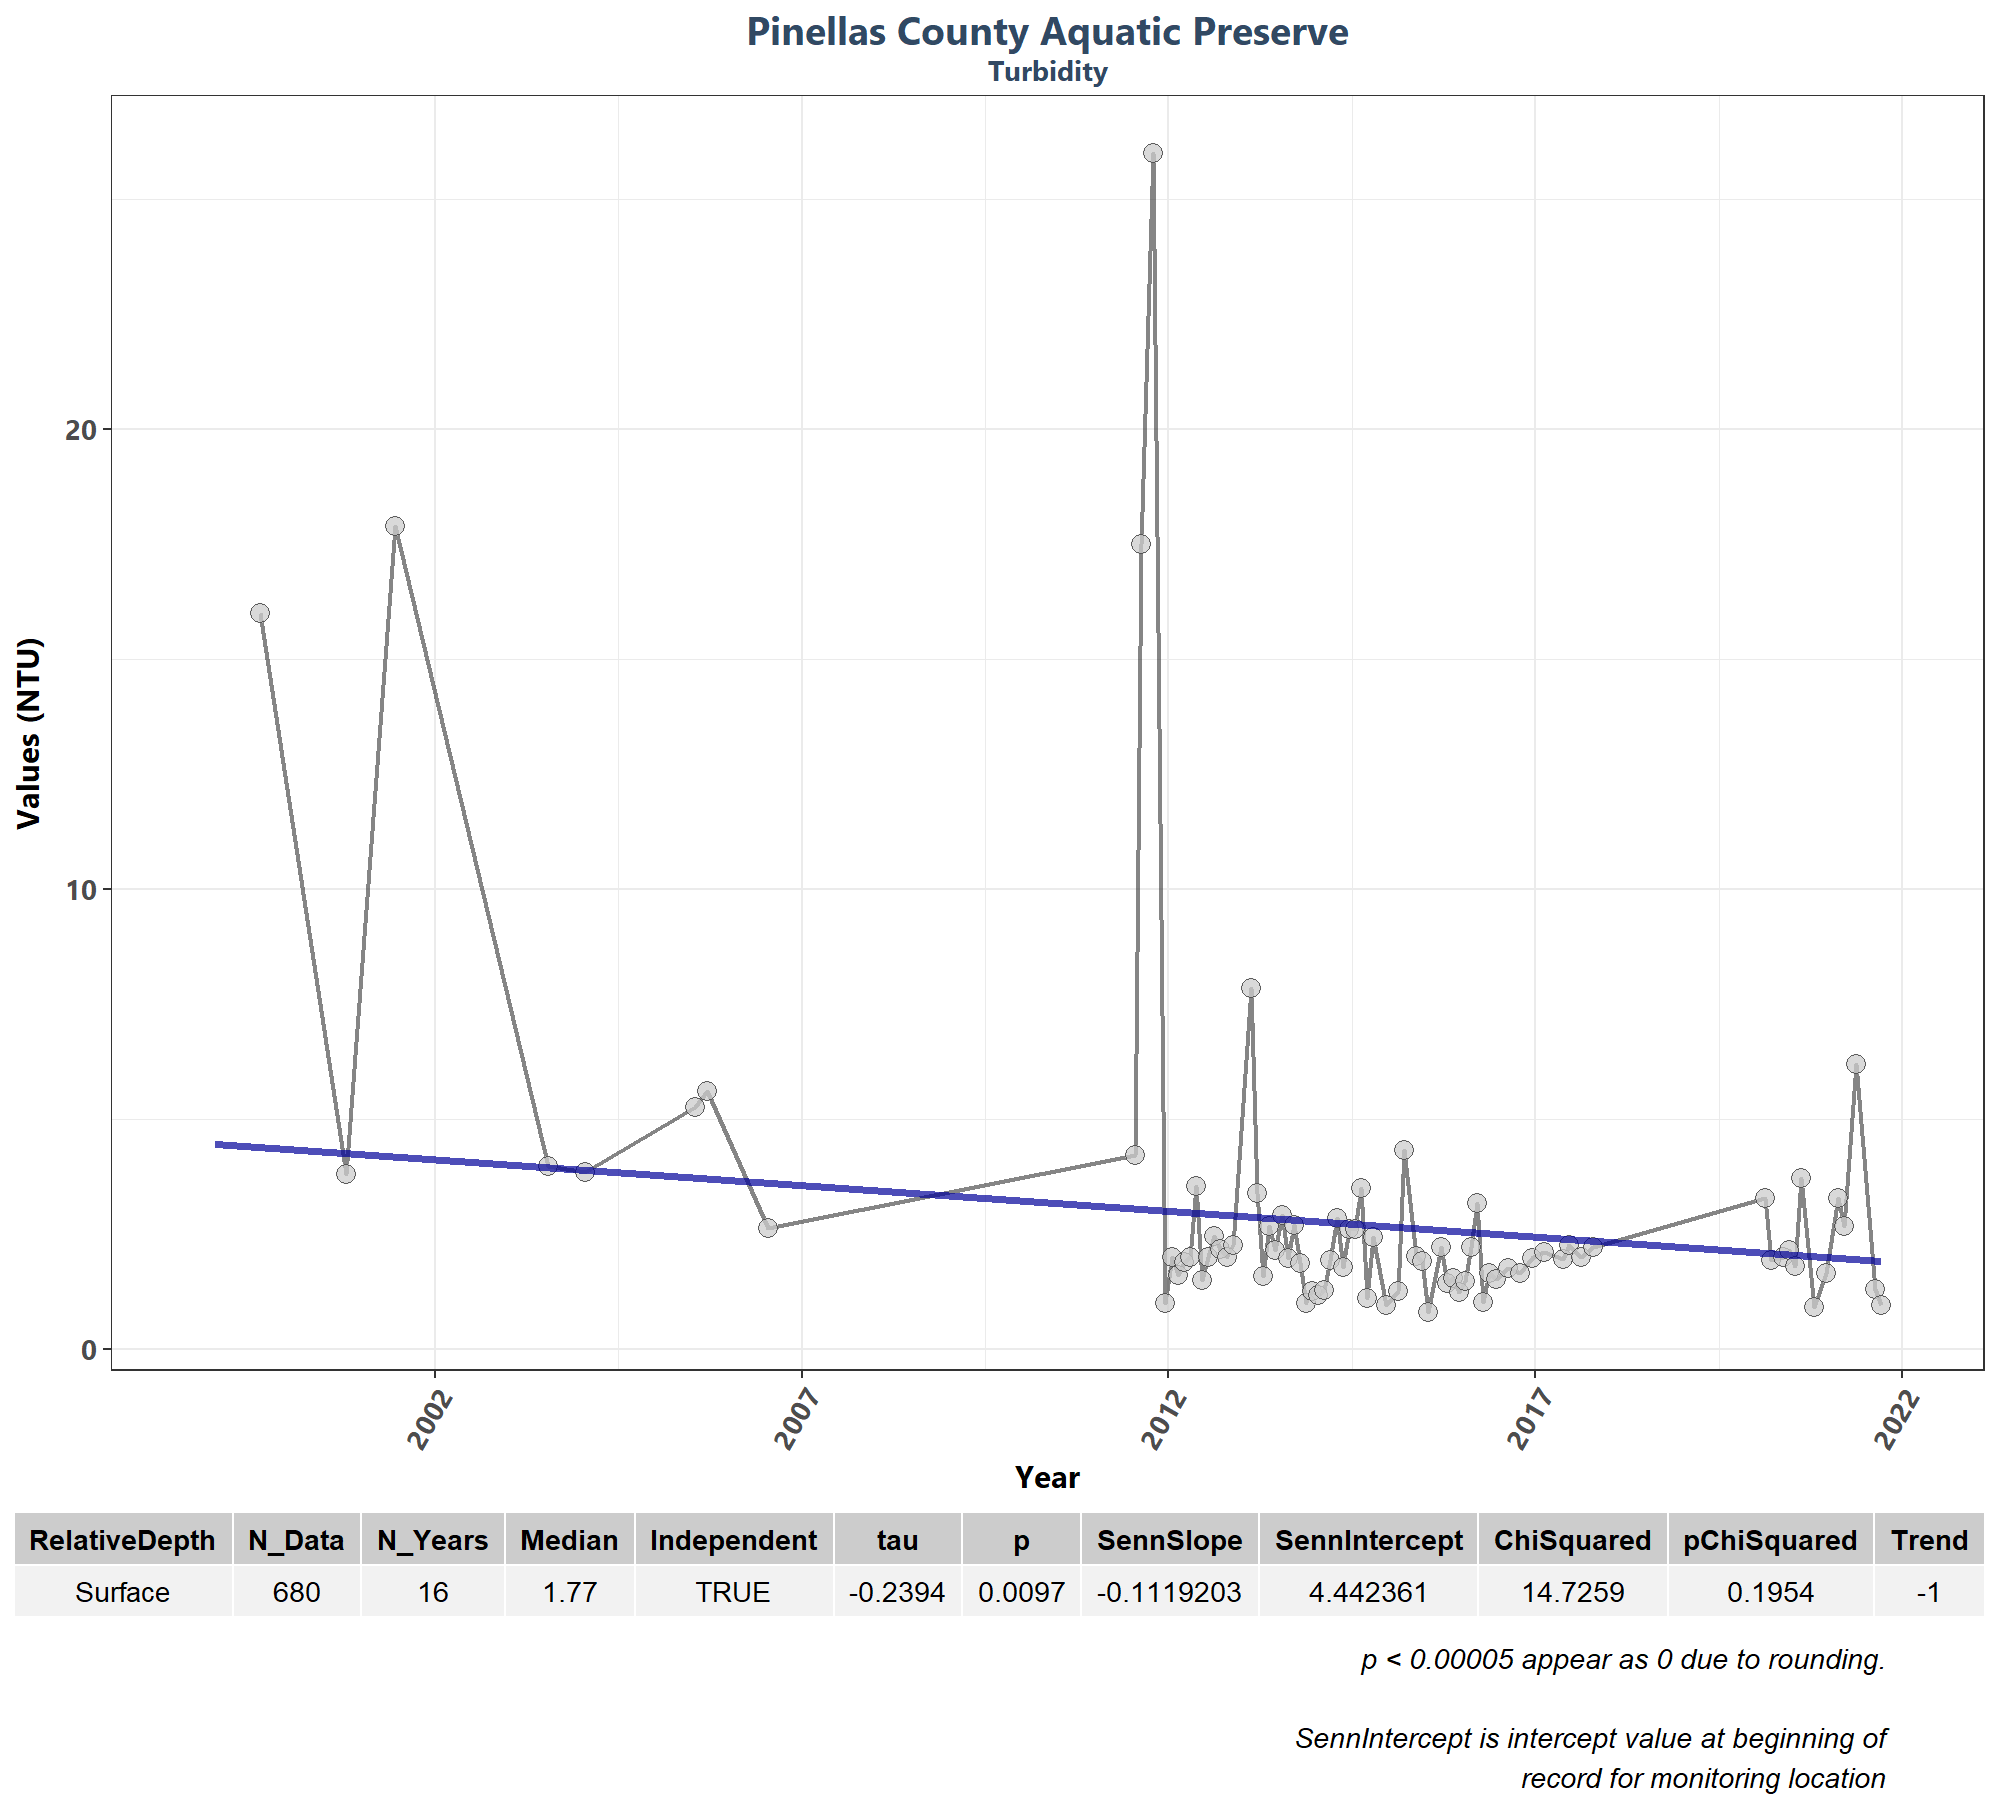 Pinellas County Aquatic Preserve
Turbidity
Values (NTU)
20
10
0
2002 2007 2012 2017 2022
Year
RelativeDepth N_Data N_Years Median Independent tau p SennSlope SennIntercept ChiSquared pChiSquared Trend
Surface 680 16 1.77 TRUE -0.2394 0.0097 -0.1119203 4.442361 14.7259 0.1954 -1
p < 0.00005 appear as 0 due to rounding.
SennIntercept is intercept value at beginning of
record for monitoring location